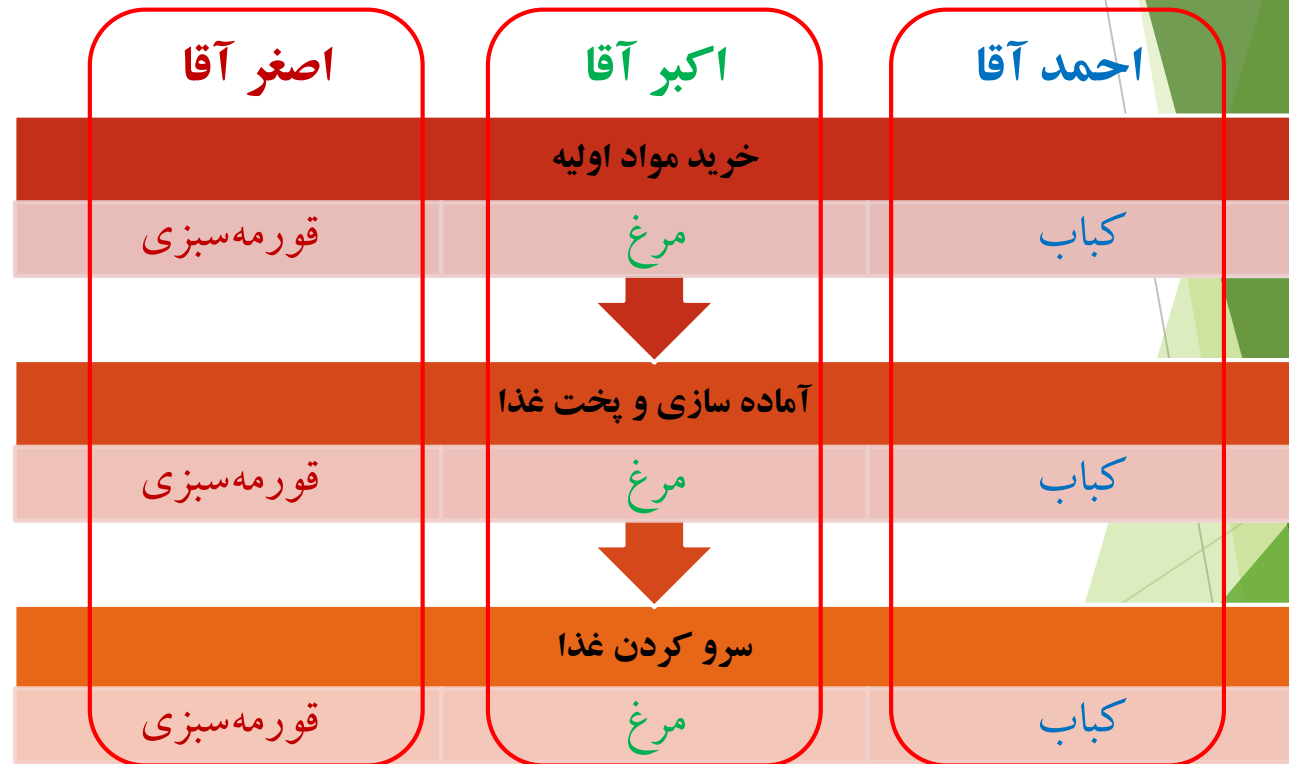 احمد آقا اکبر آقا اصغر آقا
خرید مواد اولیه
کباب مرغ قورمه‌سبزی
آماده سازی و پخت غذا
کباب مرغ قورمه‌سبزی
سرو کردن غذا
کباب مرغ قورمه‌سبزی